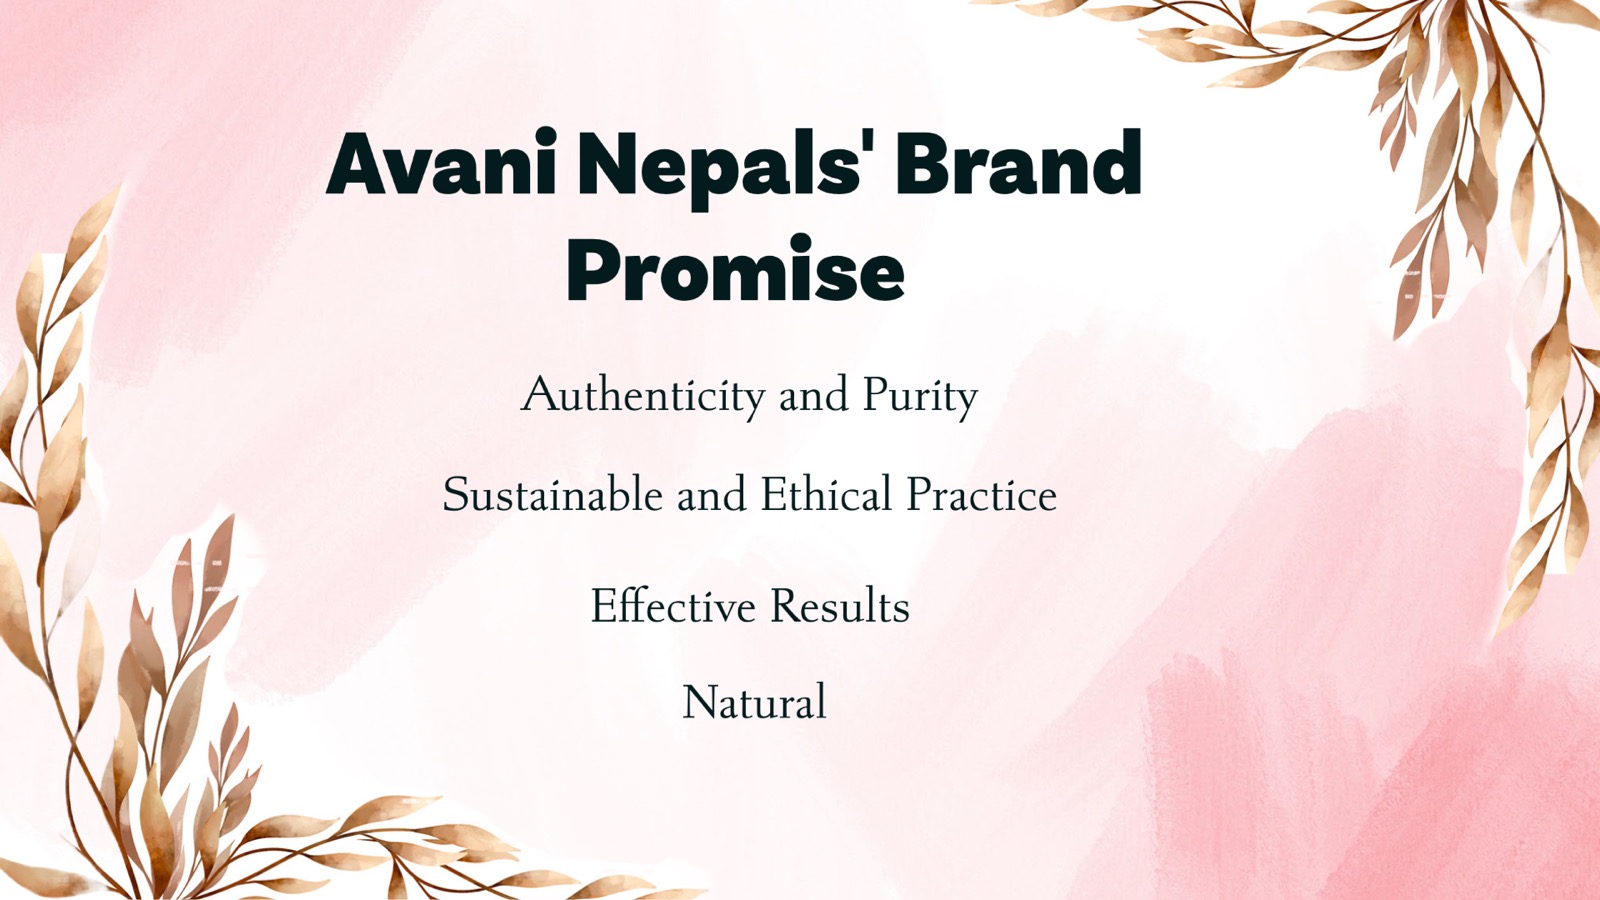 Avani Nepals' Brand
Promise
Authenticity and Purity
Sustainable and Ethical Practice
Effective Results
Natural